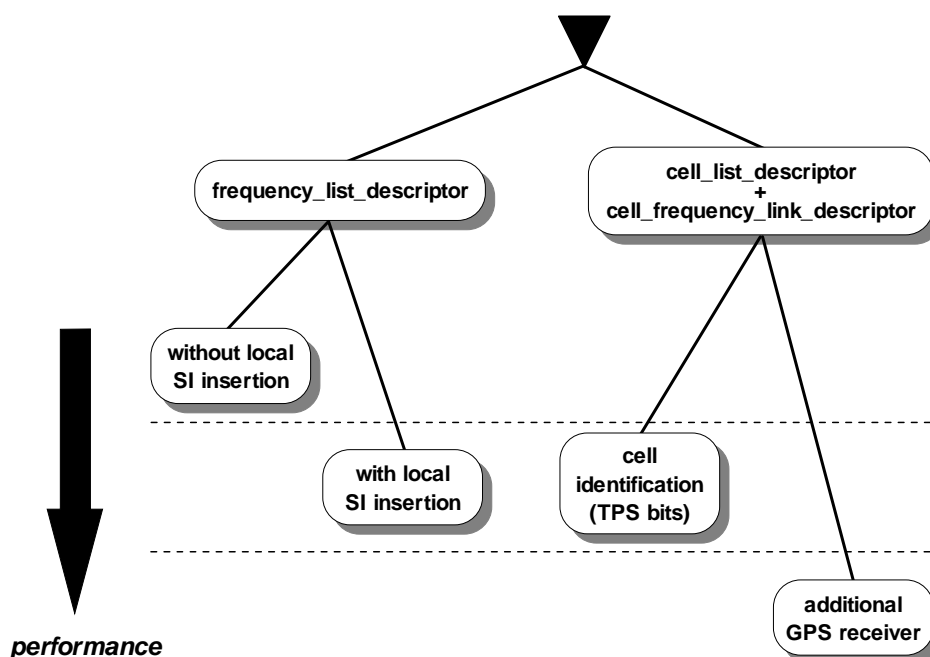 frequency_list_descriptor
cell_list_descriptor
+
cell_frequency_link_descriptor
without local
SI insertion
with local
SI insertion
cell
identification
(TPS bits)
additional
GPS receiver
performance